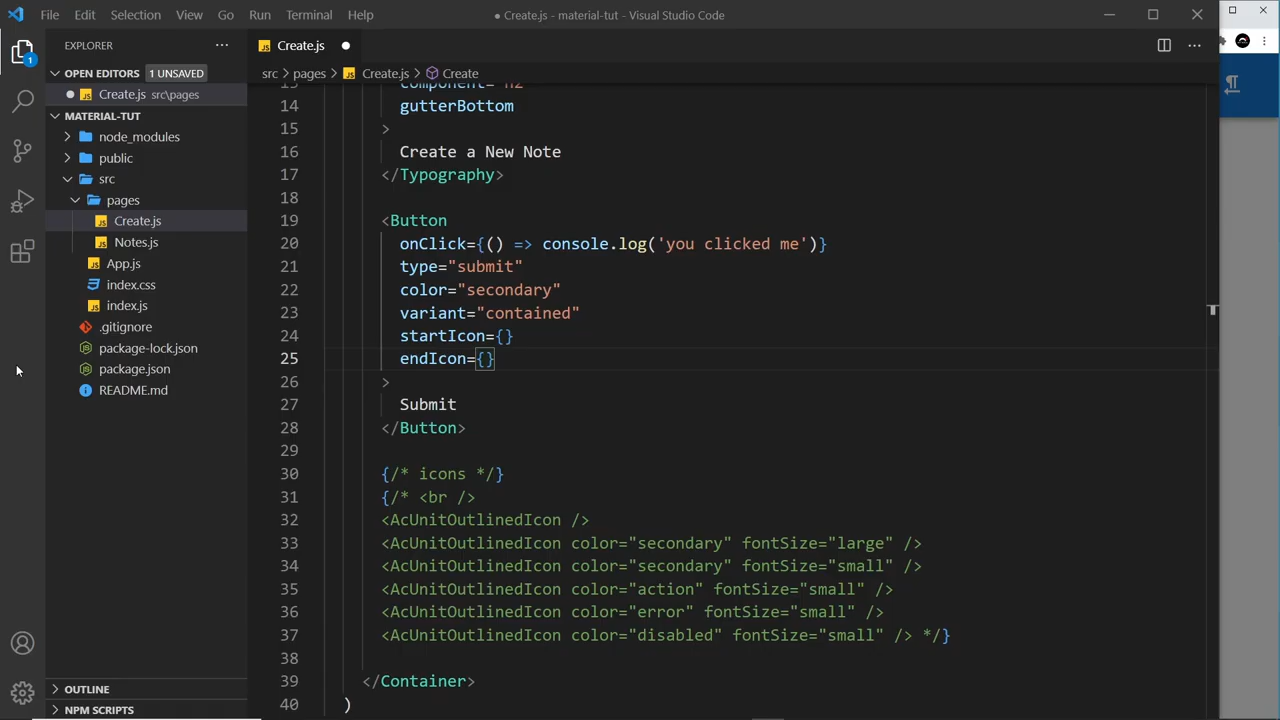 File Edit Selection View Go Run Terminal Help
● Create.js - material-tut - Visual Studio Code
EXPLORER
OPEN EDITORS 1 UNSAVED
Create.js src\pages
MATERIAL-TUT
node_modules
public
src
pages
Create.js
Notes.js
App.js
index.css
index.js
.gitignore
package-lock.json
package.json
README.md
OUTLINE
NPM SCRIPTS
1
JS Create.js ●
src > pages > JS Create.js > Create
14 gutterBottom
15 >
16 Create a New Note
17 </Typography>
18
19 <Button
20 onClick={() => console.log('you clicked me')}
21 type="submit"
22 color="secondary"
23 variant="contained"
24 startIcon={}
25 endIcon={}
26 >
27 Submit
28 </Button>
29
30 {/* icons */}
31 {/* <br />
32 <AcUnitOutlinedIcon />
33 <AcUnitOutlinedIcon color="secondary" fontSize="large" />
34 <AcUnitOutlinedIcon color="secondary" fontSize="small" />
35 <AcUnitOutlinedIcon color="action" fontSize="small" />
36 <AcUnitOutlinedIcon color="error" fontSize="small" />
37 <AcUnitOutlinedIcon color="disabled" fontSize="small" /> */}
38
39 </Container>
40 )